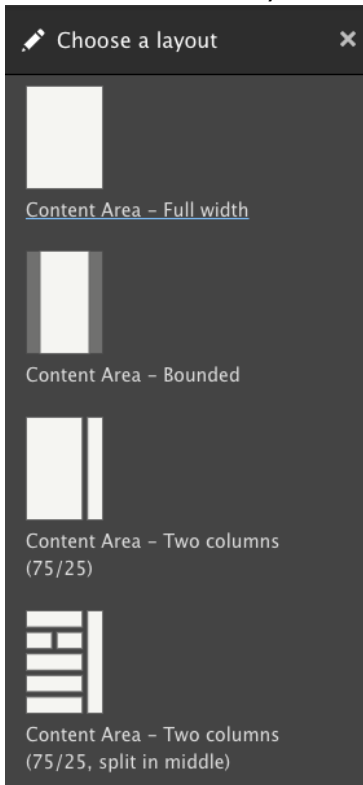 Choose a layout
Content Area – Full width
Content Area – Bounded
Content Area – Two columns
(75/25)
Content Area – Two columns
(75/25, split in middle)